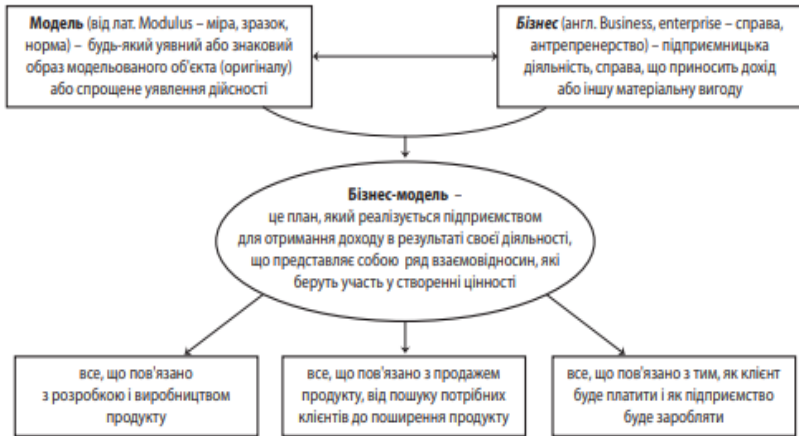 Модель (від лат. Modulus – міра, зразок,
норма) – будь-який уявний або знаковий
образ модельованого об'єкта (оригіналу)
або спрощене уявлення дійсності
Бізнес (англ. Business, enterprise – справа,
антрепренерство) – підприємницька
діяльність, справа, що приносить дохід
або іншу матеріальну вигоду
Бізнес-модель –
це план, який реалізується підприємством
для отримання доходу в результаті своєї діяльності,
що представляє собою ряд взаємовідносин, які
беруть участь у створенні цінності
все, що пов'язано
з розробкою і виробництвом
продукту
все, що пов'язано з продажем
продукту, від пошуку потрібних
клієнтів до поширення продукту
все, що пов'язано з тим, як клієнт
буде платити і як підприємство
буде заробляти